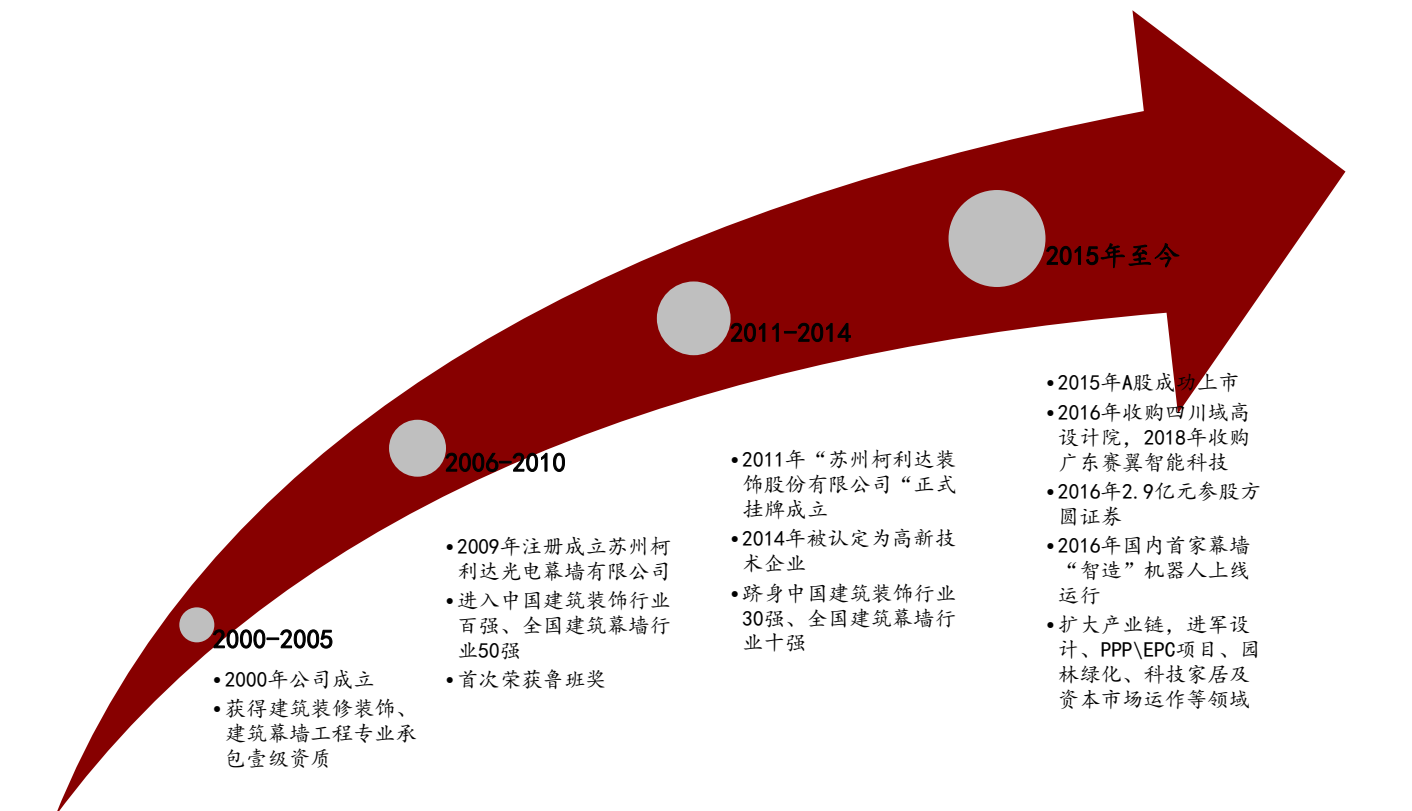 2000-2005
•2000年公司成立
•获得建筑装修装饰、
建筑幕墙工程专业承
包壹级资质
2006-2010
•2009年注册成立苏州柯
利达光电幕墙有限公司
•进入中国建筑装饰行业
百强、全国建筑幕墙行
业50强
•首次荣获鲁班奖
2011-2014
•2011年“苏州柯利达装
饰股份有限公司“正式
挂牌成立
•2014年被认定为高新技
术企业
•跻身中国建筑装饰行业
30强、全国建筑幕墙行
业十强
2015年至今
•2015年A股成功上市
•2016年收购四川域高
设计院，2018年收购
广东赛翼智能科技
•2016年2.9亿元参股方
圆证券
•2016年国内首家幕墙
“智造”机器人上线
运行
•扩大产业链，进军设
计、PPP\EPC项目、园
林绿化、科技家居及
资本市场运作等领域